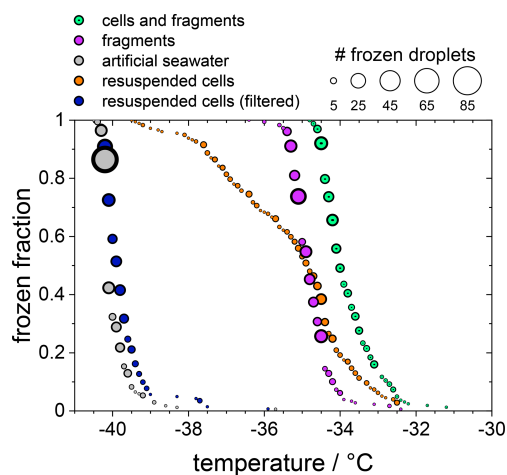 cells and fragments
fragments
artificial seawater
resuspended cells
resuspended cells (filtered)
# frozen droplets
5 25 45 65 85
frozen fraction
1
0.8
0.6
0.4
0.2
0
-40 -38 -36 -34 -32 -30
temperature / °C